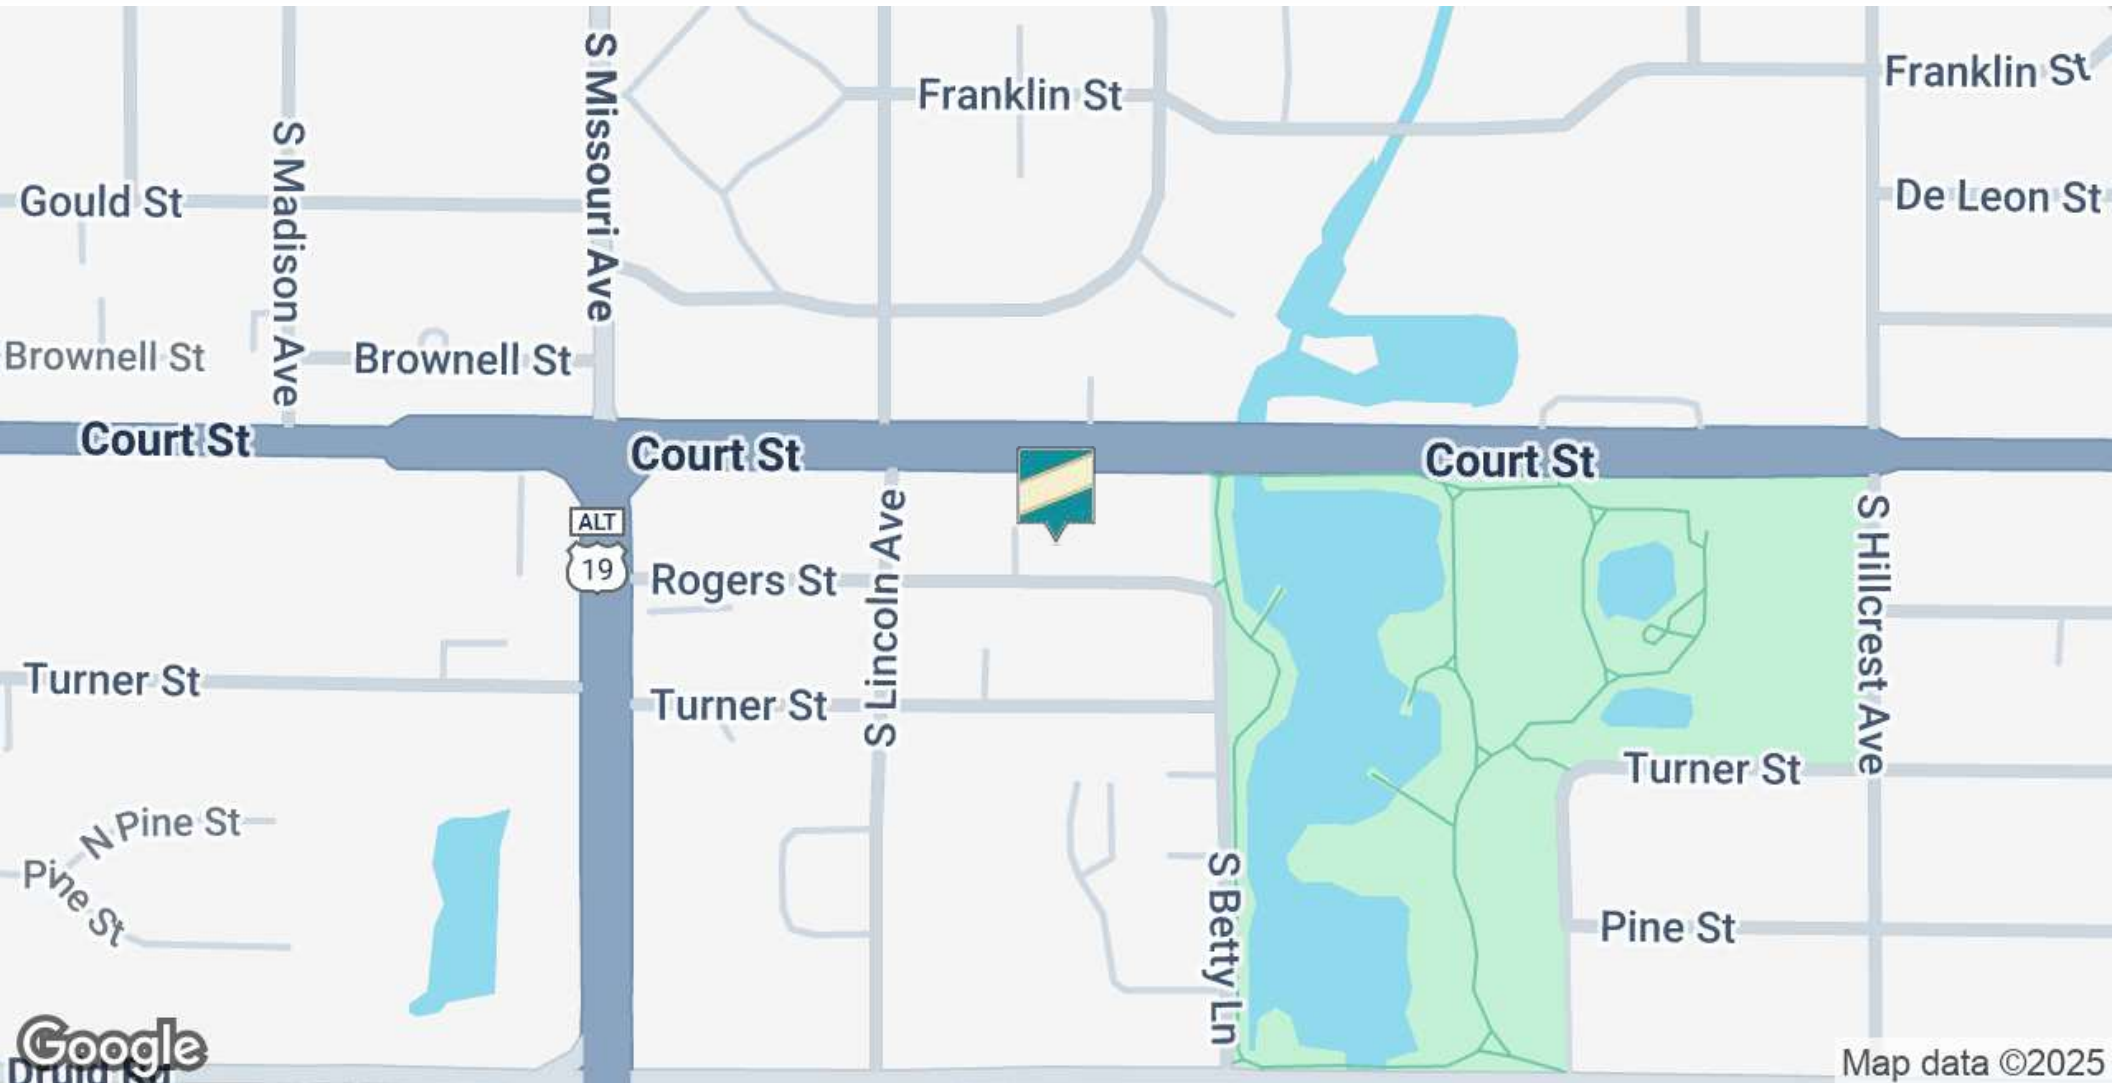 S Missouri Ave
Franklin St
Franklin St
S Madison Ave
Gould St
De Leon St
Brownell St
Brownell St
Court St
Court St
Court St
ALT
19
S Lincoln Ave
S Hillcrest Ave
Rogers St
Turner St
Turner St
Turner St
N Pine St
Pine St
S Betty Ln
Pine St
Google
Druid Rd
Map data ©2025